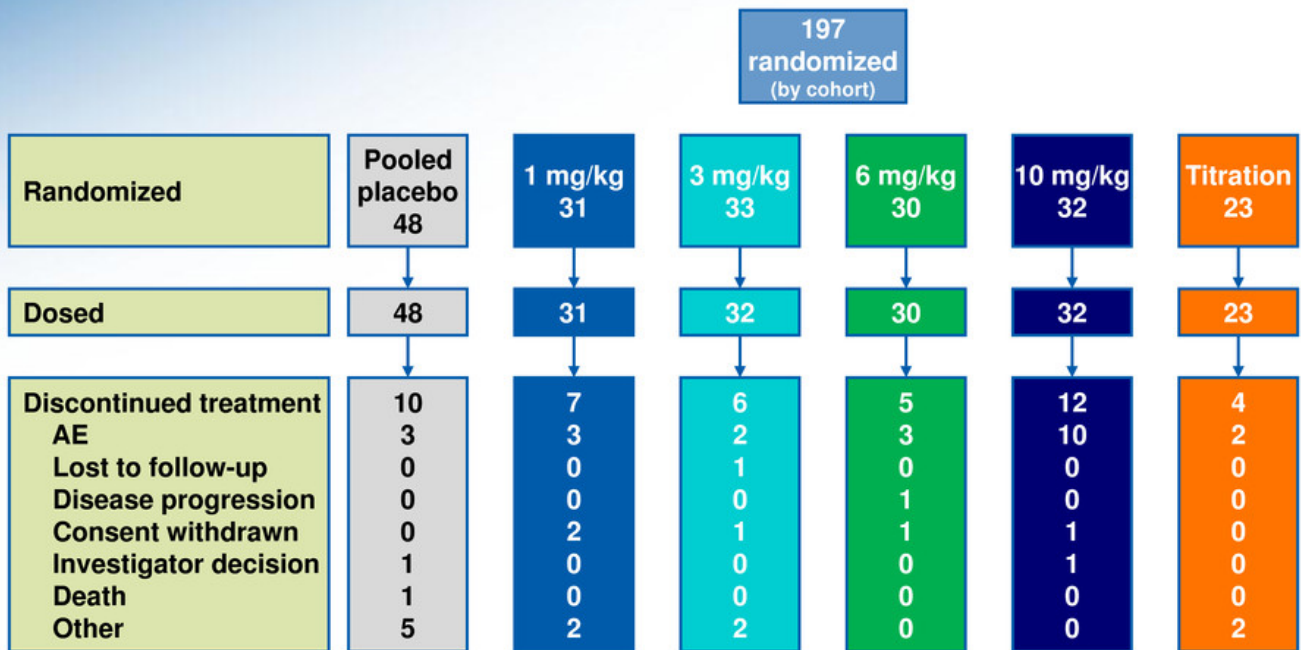 197
randomized
(by cohort)
Randomized
Pooled
placebo
48
1 mg/kg
31
3 mg/kg
33
6 mg/kg
30
10 mg/kg
32
Titration
23
Dosed 48 31 32 30 32 23
Discontinued treatment 10 7 6 5 12 4
AE 3 3 2 3 10 2
Lost to follow-up 0 0 1 0 0 0
Disease progression 0 0 0 1 0 0
Consent withdrawn 0 2 1 1 1 0
Investigator decision 1 0 0 0 1 0
Death 1 0 0 0 0 0
Other 5 2 2 0 0 2